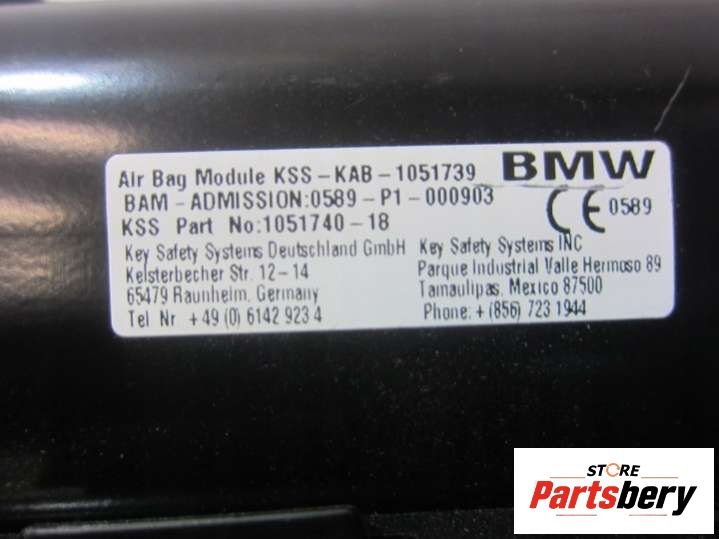 Air Bag Module KSS-KAB-1051739 BMW
BAM-ADMISSION:0589-P1-000903
KSS Part No:1051740-18
CE 0589
Key Safety Systems Deutschland GmbH
Kelsterbecher Str. 12-14
65479 Raunheim, Germany
Tel Nr +49 (0) 6142 923 4
Key Safety Systems INC
Parque Industrial Valle Hermoso 89
Tamaulipas, Mexico 87500
Phone: +(856) 723 1944
STORE
Partsbery